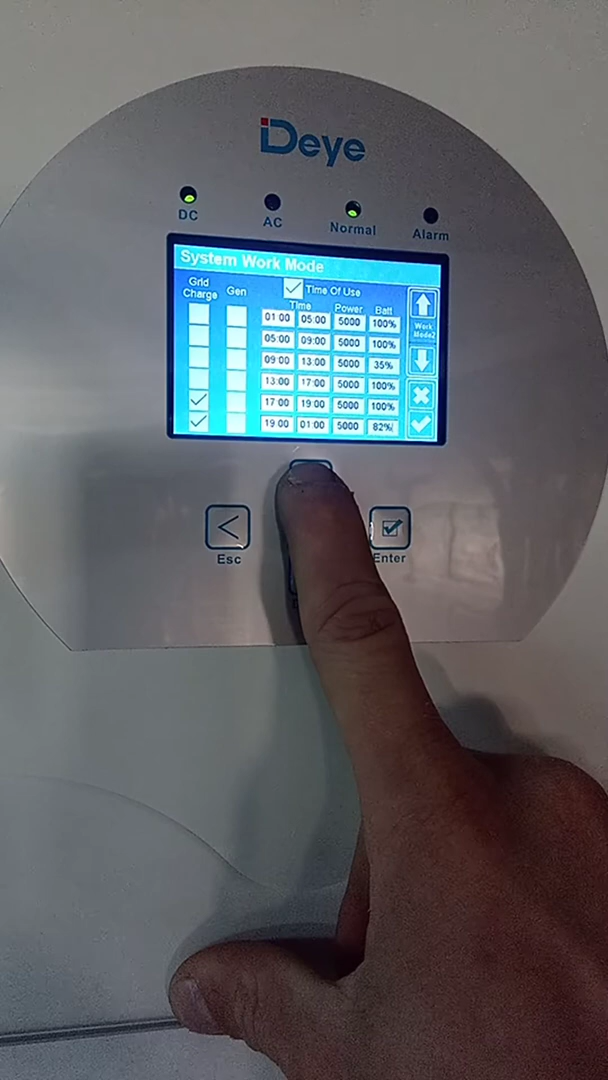 Deye
DC AC Normal Alarm
System Work Mode
Grid Charge Gen Time Of Use
Time Power Batt
01:00 05:00 5000 100%
05:00 09:00 5000 100%
09:00 13:00 5000 35%
13:00 17:00 5000 100%
17:00 19:00 5000 100%
19:00 01:00 5000 82%
Work Mode2
Esc
Enter